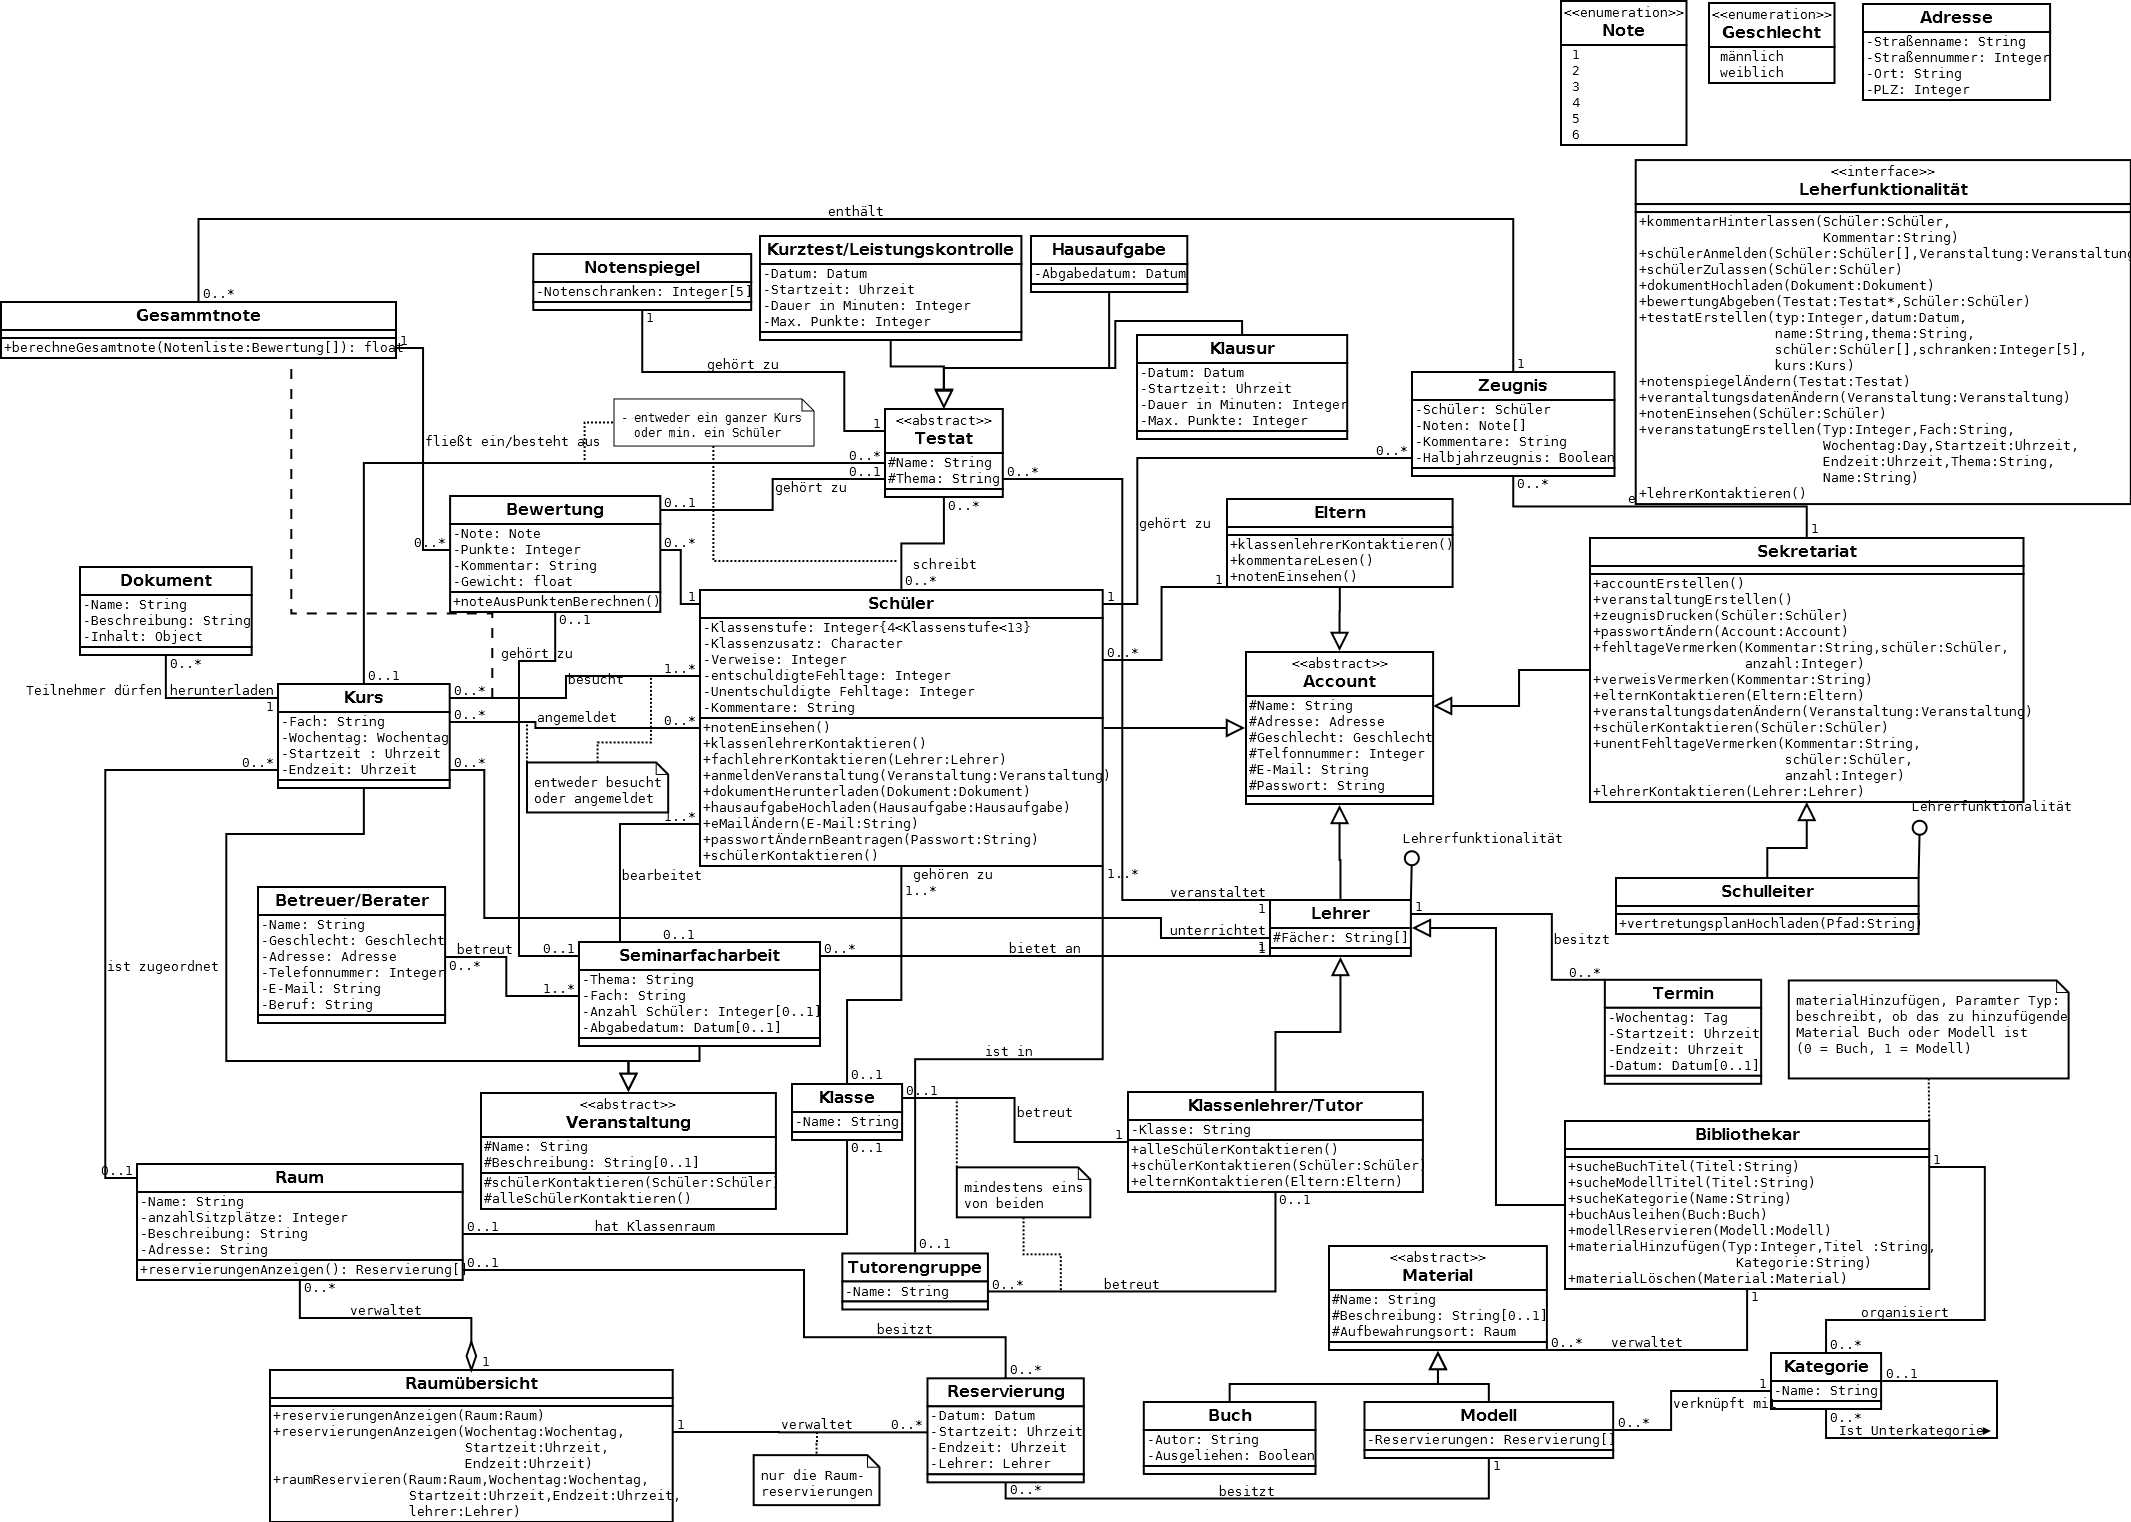 <<enumeration>>
Note
1
2
3
4
5
6
<<enumeration>>
Geschlecht
männlich
weiblich
Adresse
-Straßenname: String
-Straßennummer: Integer
-Ort: String
-PLZ: Integer
<<interface>>
Leherfunktionalität
+kommentarHinterlassen(Schüler:Schüler,
Kommentar:String)
+schülerAnmelden(Schüler:Schüler[],Veranstaltung:Veranstaltung
+schülerZulassen(Schüler:Schüler)
+dokumentHochladen(Dokument:Dokument)
+bewertungAbgeben(Testat:Testat*,Schüler:Schüler)
+testatErstellen(typ:Integer,datum:Datum,
name:String,thema:String,
schüler:Schüler[],schranken:Integer[5],
kurs:Kurs)
+notenspiegelÄndern(Testat:Testat)
+verantaltungsdatenÄndern(Veranstaltung:Veranstaltung)
+notenEinsehen(Schüler:Schüler)
+veranstatungErstellen(Typ:Integer,Fach:String,
Wochentag:Day,Startzeit:Uhrzeit,
Endzeit:Uhrzeit,Thema:String,
Name:String)
+lehrerKontaktieren()
enthält
0..*
1
Gesammtnote
+berechneGesamtnote(Notenliste:Bewertung[]): float
1
Notenspiegel
-Notenschranken: Integer[5]
1
gehört zu
1
Kurztest/Leistungskontrolle
-Datum: Datum
-Startzeit: Uhrzeit
-Dauer in Minuten: Integer
-Max. Punkte: Integer
Hausaufgabe
-Abgabedatum: Datum
Klausur
-Datum: Datum
-Startzeit: Uhrzeit
-Dauer in Minuten: Integer
-Max. Punkte: Integer
Zeugnis
-Schüler: Schüler
-Noten: Note[]
-Kommentare: String
-Halbjahrzeugnis: Boolean
0..*
0..*
e
1
- entweder ein ganzer Kurs
oder min. ein Schüler
fließt ein/besteht aus
<<abstract>>
Testat
#Name: String
#Thema: String
0..*
0..1
0..*
0..*
gehört zu
0..1
0..*
0..*
Bewertung
-Note: Note
-Punkte: Integer
-Kommentar: String
-Gewicht: float
+noteAusPunktenBerechnen()
0..1
gehört zu
schreibt
0..*
gehört zu
1
1
1
Eltern
+klassenlehrerKontaktieren()
+kommentareLesen()
+notenEinsehen()
Sekretariat
+accountErstellen()
+veranstaltungErstellen()
+zeugnisDrucken(Schüler:Schüler)
+passwortÄndern(Account:Account)
+fehltageVermerken(Kommentar:String,schüler:Schüler,
anzahl:Integer)
+verweisVermerken(Kommentar:String)
+elternKontaktieren(Eltern:Eltern)
+veranstaltungsdatenÄndern(Veranstaltung:Veranstaltung)
+schülerKontaktieren(Schüler:Schüler)
+unentFehltageVermerken(Kommentar:String,
schüler:Schüler,
anzahl:Integer)
+lehrerKontaktieren(Lehrer:Lehrer)
Dokument
-Name: String
-Beschreibung: String
-Inhalt: Object
0..*
Teilnehmer dürfen herunterladen
1
0..1
Kurs
-Fach: String
-Wochentag: Wochentag
-Startzeit : Uhrzeit
-Endzeit: Uhrzeit
0..*
0..*
0..*
0..*
1..*
besucht
angemeldet
0..*
entweder besucht
oder angemeldet
Schüler
-Klassenstufe: Integer{4<Klassenstufe<13}
-Klassenzusatz: Character
-Verweise: Integer
-entschuldigteFehltage: Integer
-Unentschuldigte Fehltage: Integer
-Kommentare: String
+notenEinsehen()
+klassenlehrerKontaktieren()
+fachlehrerKontaktieren(Lehrer:Lehrer)
+anmeldenVeranstaltung(Veranstaltung:Veranstaltung)
+dokumentHerunterladen(Dokument:Dokument)
+hausaufgabeHochladen(Hausaufgabe:Hausaufgabe)
+eMailÄndern(E-Mail:String)
+passwortÄndernBeantragen(Passwort:String)
+schülerKontaktieren()
0..*
1..*
bearbeitet
gehören zu
1..*
1..*
<<abstract>>
Account
#Name: String
#Adresse: Adresse
#Geschlecht: Geschlecht
#Telfonnummer: Integer
#E-Mail: String
#Passwort: String
Lehrerfunktionalität
Lehrerfunktionalität
Schulleiter
+vertretungsplanHochladen(Pfad:String)
veranstaltet
1
unterrichtet
1
1
Lehrer
#Fächer: String[]
1
besitzt
0..*
Termin
-Wochentag: Tag
-Startzeit: Uhrzeit
-Endzeit: Uhrzeit
-Datum: Datum[0..1]
materialHinzufügen, Paramter Typ:
beschreibt, ob das zu hinzufügende
Material Buch oder Modell ist
(0 = Buch, 1 = Modell)
Betreuer/Berater
-Name: String
-Geschlecht: Geschlecht
-Adresse: Adresse
-Telefonnummer: Integer
-E-Mail: String
-Beruf: String
betreut
0..*
0..1
1..*
0..1
Seminarfacharbeit
-Thema: String
-Fach: String
-Anzahl Schüler: Integer[0..1]
-Abgabedatum: Datum[0..1]
0..*
bietet an
ist zugeordnet
ist in
<<abstract>>
Veranstaltung
#Name: String
#Beschreibung: String[0..1]
#schülerKontaktieren(Schüler:Schüler)
#alleSchülerKontaktieren()
0..1
Klasse
-Name: String
0..1
0..1
betreut
1
Klassenlehrer/Tutor
-Klasse: String
+alleSchülerKontaktieren()
+schülerKontaktieren(Schüler:Schüler)
+elternKontaktieren(Eltern:Eltern)
0..1
mindestens eins
von beiden
Bibliothekar
+sucheBuchTitel(Titel:String)
+sucheModellTitel(Titel:String)
+sucheKategorie(Name:String)
+buchAusleihen(Buch:Buch)
+modellReservieren(Modell:Modell)
+materialHinzufügen(Typ:Integer,Titel :String,
Kategorie:String)
+materialLöschen(Material:Material)
1
1
0..1
Raum
-Name: String
-anzahlSitzplätze: Integer
-Beschreibung: String
-Adresse: String
+reservierungenAnzeigen(): Reservierung[]
0..1
hat Klassenraum
0..1
0..*
verwaltet
1
0..1
Tutorengruppe
-Name: String
0..*
betreut
<<abstract>>
Material
#Name: String
#Beschreibung: String[0..1]
#Aufbewahrungsort: Raum
0..*
verwaltet
organisiert
0..*
Kategorie
-Name: String
0..1
0..*
Ist Unterkategorie
1
verknüpft mi
0..*
besitzt
0..*
Raumübersicht
+reservierungenAnzeigen(Raum:Raum)
+reservierungenAnzeigen(Wochentag:Wochentag,
Startzeit:Uhrzeit,
Endzeit:Uhrzeit)
+raumReservieren(Raum:Raum,Wochentag:Wochentag,
Startzeit:Uhrzeit,Endzeit:Uhrzeit,
lehrer:Lehrer)
1
verwaltet
0..*
nur die Raum-
reservierungen
Reservierung
-Datum: Datum
-Startzeit: Uhrzeit
-Endzeit: Uhrzeit
-Lehrer: Lehrer
0..*
besitzt
1
Buch
-Autor: String
-Ausgeliehen: Boolean
Modell
-Reservierungen: Reservierung[]